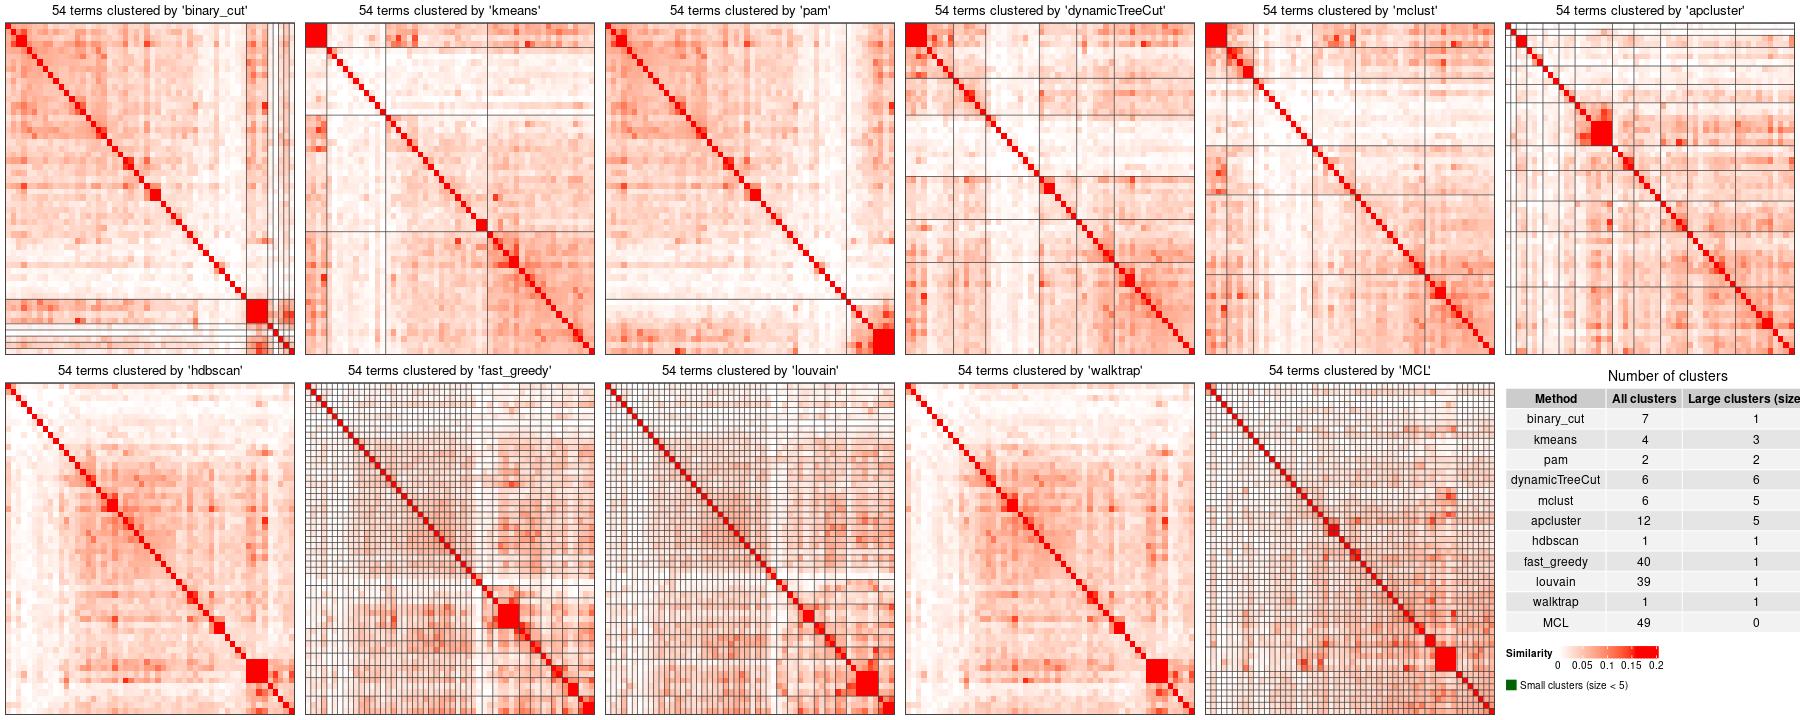 54 terms clustered by 'binary_cut'
54 terms clustered by 'kmeans'
54 terms clustered by 'pam'
54 terms clustered by 'dynamicTreeCut'
54 terms clustered by 'mclust'
54 terms clustered by 'apcluster'
54 terms clustered by 'hdbscan'
54 terms clustered by 'fast_greedy'
54 terms clustered by 'louvain'
54 terms clustered by 'walktrap'
54 terms clustered by 'MCL'
Number of clusters
Method All clusters Large clusters (size
binary_cut 7 1
kmeans 4 3
pam 2 2
dynamicTreeCut 6 6
mclust 6 5
apcluster 12 5
hdbscan 1 1
fast_greedy 40 1
louvain 39 1
walktrap 1 1
MCL 49 0
Similarity
0 0.05 0.1 0.15 0.2
Small clusters (size < 5)